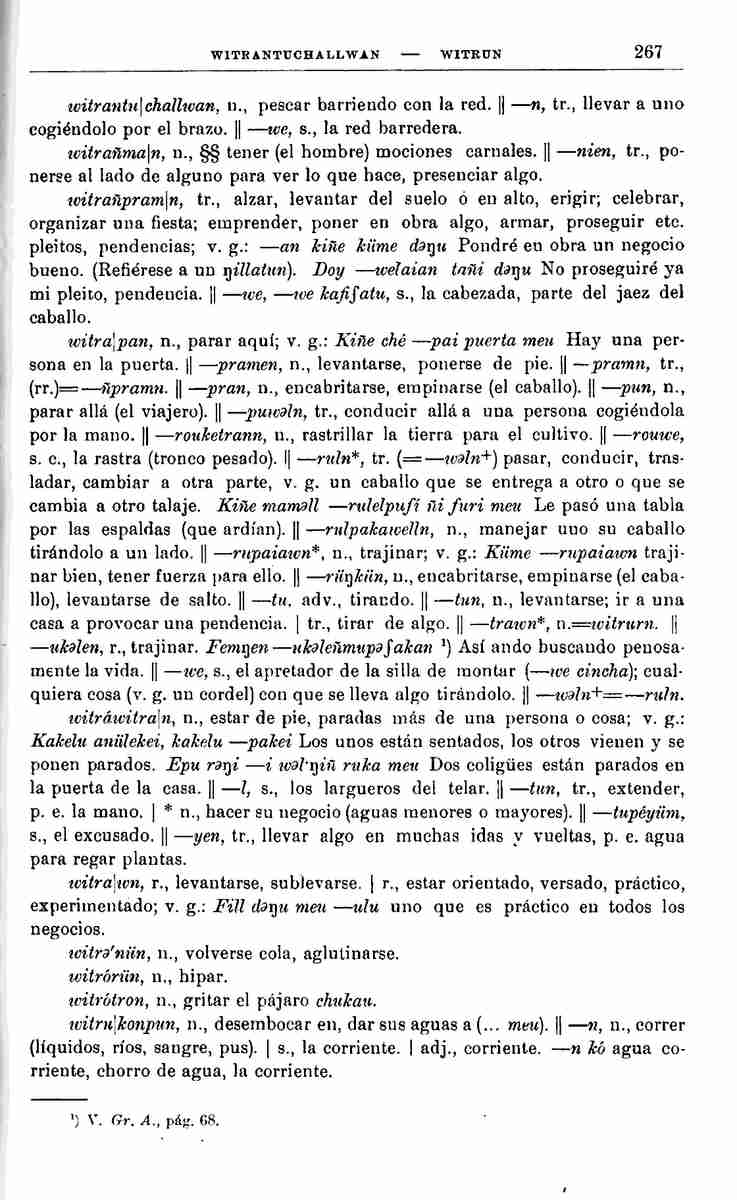 WITRANTUCHALLWAN — WITRUN 267
witrantu|challwan, n., pescar barriendo con la red. || —n, tr., llevar a uno
cogiéndolo por el brazo. || —we, s., la red barredera.
witrañma|n, n., §§ tener (el hombre) mociones carnales. || —nien, tr., po-
nerse al lado de alguno para ver lo que hace, presenciar algo.
witrañpram|n, tr., alzar, levantar del suelo ó en alto, erigir; celebrar,
organizar una fiesta; emprender, poner en obra algo, armar, proseguir etc.
pleitos, pendencias; v. g.: —an kiñe küme dəŋu Pondré en obra un negocio
bueno. (Refiérese a un ŋillatun). Doy —welaian tañi dəŋu No proseguiré ya
mi pleito, pendencia. || —we, —we kafiʃatu, s., la cabezada, parte del jaez del
caballo.
witra|pan, n., parar aquí; v. g.: Kiñe ché —pai puerta meu Hay una per-
sona en la puerta. || —pramen, n., levantarse, ponerse de pie. || —pramn, tr.,
(rr.)=—ñpramn. || —pran, n., encabritarse, empinarse (el caballo). || —pun, n.,
parar allá (el viajero). || —puwəln, tr., conducir allá a una persona cogiéndola
por la mano. || —rouketrann, n., rastrillar la tierra para el cultivo. || —rouwe,
s. c., la rastra (tronco pesado). || —ruln*, tr. (=—wəln+) pasar, conducir, tras-
ladar, cambiar a otra parte, v. g. un caballo que se entrega a otro o que se
cambia a otro talaje. Kiñe maməll —rulelpufí ñi furi meu Le pasó una tabla
por las espaldas (que ardían). || —rulpakawelln, n., manejar uno su caballo
tirándolo a un lado. || —rupaiawn*, n., trajinar; v. g.: Küme —rupaiawn traji-
nar bien, tener fuerza para ello. || —rüŋkün, n., encabritarse, empinarse (el caba-
llo), levantarse de salto. || —tu. adv., tirando. || —tun, n., levantarse; ir a una
casa a provocar una pendencia. | tr., tirar de algo. || —trawn*, n.=witrurn. ||
—ukəlen, r., trajinar. Femŋen —ukəleñmupəʃakan ¹) Así ando buscando penosa-
mente la vida. || —we, s., el apretador de la silla de montar (—we cincha); cual-
quiera cosa (v. g. un cordel) con que se lleva algo tirándolo. || —wəln+=—ruln.
witráwitra|n, n., estar de pie, paradas más de una persona o cosa; v. g.:
Kakelu anülekei, kakelu —pakei Los unos están sentados, los otros vienen y se
ponen parados. Epu rəŋi —i wəl·ŋiñ ruka meu Dos coligües están parados en
la puerta de la casa. || —l, s., los largueros del telar. || —tun, tr., extender,
p. e. la mano. | * n., hacer su negocio (aguas menores o mayores). || —tupéyüm,
s., el excusado. || —yen, tr., llevar algo en muchas idas y vueltas, p. e. agua
para regar plantas.
witra|wn, r., levantarse, sublevarse. | r., estar orientado, versado, práctico,
experimentado; v. g.: Fill dəŋu meu —ulu uno que es práctico en todos los
negocios.
witrə'nün, n., volverse cola, aglutinarse.
witrórün, n., hipar.
witrótron, n., gritar el pájaro chukau.
witru|konpun, n., desembocar en, dar sus aguas a (... meu). || —n, n., correr
(líquidos, ríos, sangre, pus). | s., la corriente. | adj., corriente. —n kó agua co-
rriente, chorro de agua, la corriente.
¹) V. Gr. A., pág. 68.